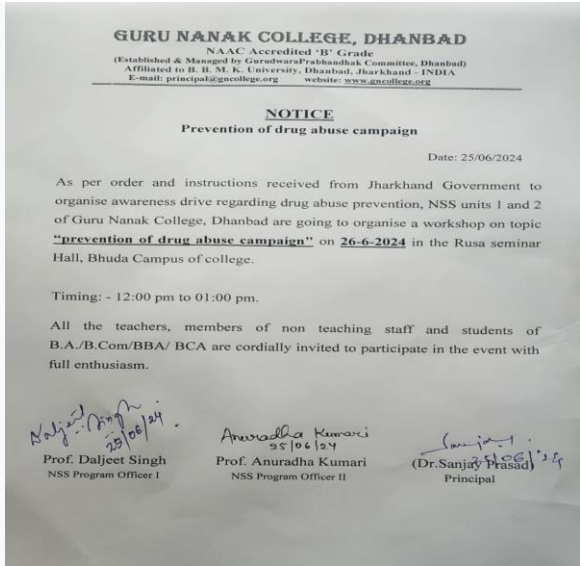 GURU NANAK COLLEGE, DHANBAD
NAAC Accredited 'B' Grade
(Established & Managed by GurudwaraPrabhandhak Committee, Dhanbad)
Affiliated to B. B. M. K. University, Dhanbad, Jharkhand - INDIA
E-mail: principal@gncollege.org website: www.gncollege.org
NOTICE
Prevention of drug abuse campaign
Date: 25/06/2024
As per order and instructions received from Jharkhand Government to
organise awareness drive regarding drug abuse prevention, NSS units 1 and 2
of Guru Nanak College, Dhanbad are going to organise a workshop on topic
"prevention of drug abuse campaign" on 26-6-2024 in the Rusa seminar
Hall, Bhuda Campus of college.
Timing: - 12:00 pm to 01:00 pm.
All the teachers, members of non teaching staff and students of
B.A./B.Com/BBA/ BCA are cordially invited to participate in the event with
full enthusiasm.
Daljeet Singh Anuradha Kumari Sanjay
25/06/24. 25/06/24 25/06/'24
Prof. Daljeet Singh Prof. Anuradha Kumari (Dr.Sanjay Prasad)
NSS Program Officer I NSS Program Officer II Principal